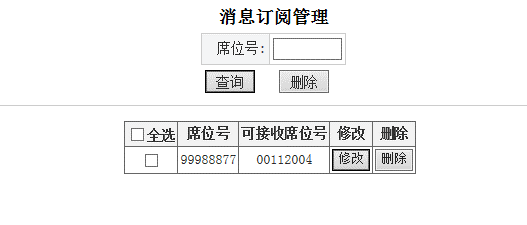 消息订阅管理
席位号:
查询 删除
全选 席位号 可接收席位号 修改 删除
99988877 00112004 修改 删除